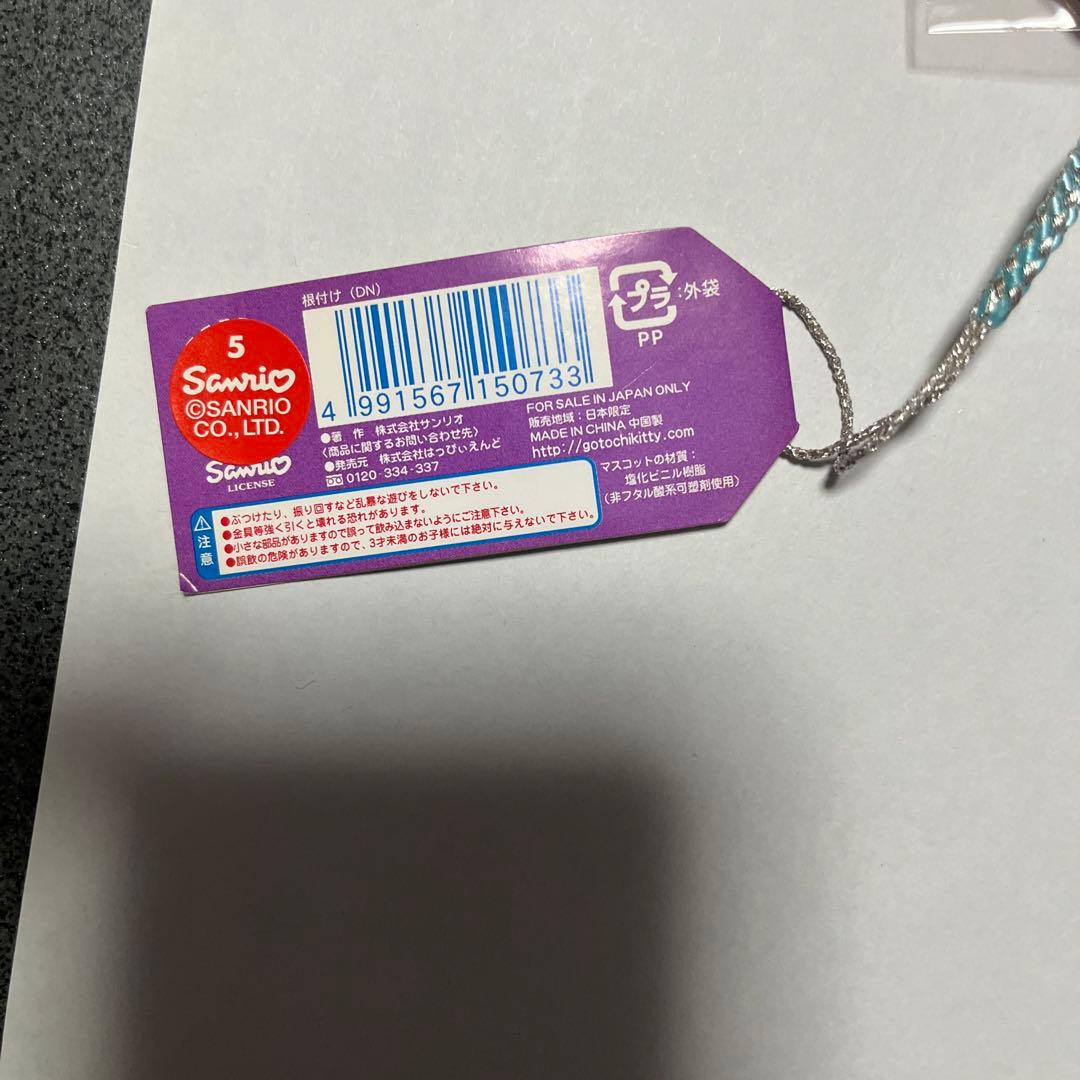 根付け（DN）
5
Sanrio
©SANRIO
CO., LTD.
Sanrio
LICENSE
4 991567 150733
プラ :外袋
PP
●著 作 株式会社サンリオ
〈商品に関するお問い合わせ先〉
●発売元 株式会社はっぴぃえんど
0120-334-337
FOR SALE IN JAPAN ONLY
販売地域：日本限定
MADE IN CHINA 中国製
http://gotochikitty.com
マスコットの材質：
塩化ビニル樹脂
（非フタル酸系可塑剤使用）
注意
●ぶつけたり、振り回すなど乱暴な遊びをしないで下さい。
●金具等強く引くと壊れる恐れがあります。
●小さな部品がありますので誤って飲み込まないようにご注意下さい。
●誤飲の危険がありますので、3才未満のお子様には絶対に与えないで下さい。